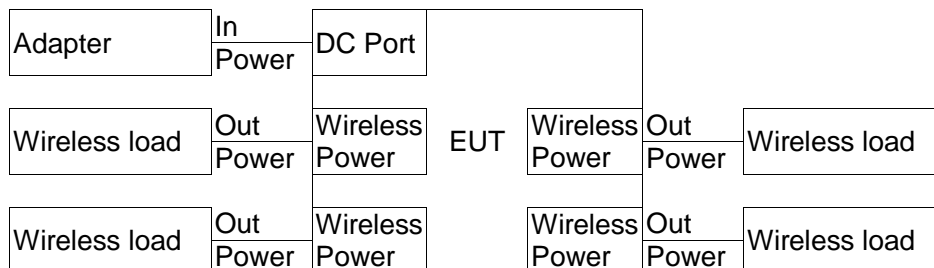 Adapter
In
Power
DC Port
Wireless load
Out
Power
Wireless
Power
EUT
Wireless
Power
Out
Power
Wireless load
Wireless load
Out
Power
Wireless
Power
Wireless
Power
Out
Power
Wireless load